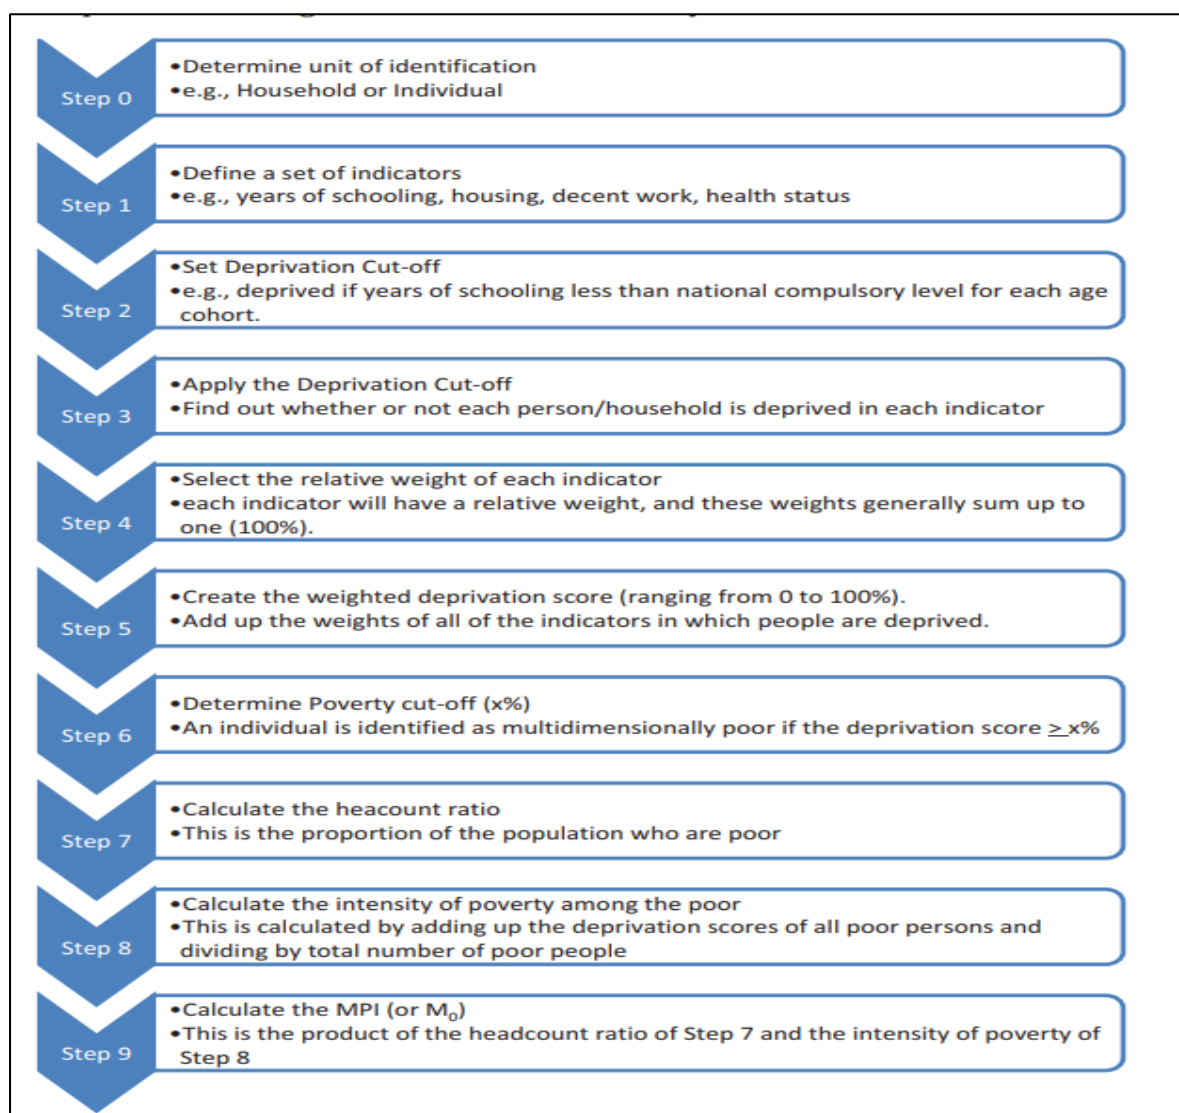 Step 0
•Determine unit of identification
•e.g., Household or Individual
Step 1
•Define a set of indicators
•e.g., years of schooling, housing, decent work, health status
Step 2
•Set Deprivation Cut-off
•e.g., deprived if years of schooling less than national compulsory level for each age
cohort.
Step 3
•Apply the Deprivation Cut-off
•Find out whether or not each person/household is deprived in each indicator
Step 4
•Select the relative weight of each indicator
•each indicator will have a relative weight, and these weights generally sum up to
one (100%).
Step 5
•Create the weighted deprivation score (ranging from 0 to 100%).
•Add up the weights of all of the indicators in which people are deprived.
Step 6
•Determine Poverty cut-off (x%)
•An individual is identified as multidimensionally poor if the deprivation score > x%
Step 7
•Calculate the heacount ratio
•This is the proportion of the population who are poor
Step 8
•Calculate the intensity of poverty among the poor
•This is calculated by adding up the deprivation scores of all poor persons and
dividing by total number of poor people
Step 9
•Calculate the MPI (or M0)
•This is the product of the headcount ratio of Step 7 and the intensity of poverty of
Step 8